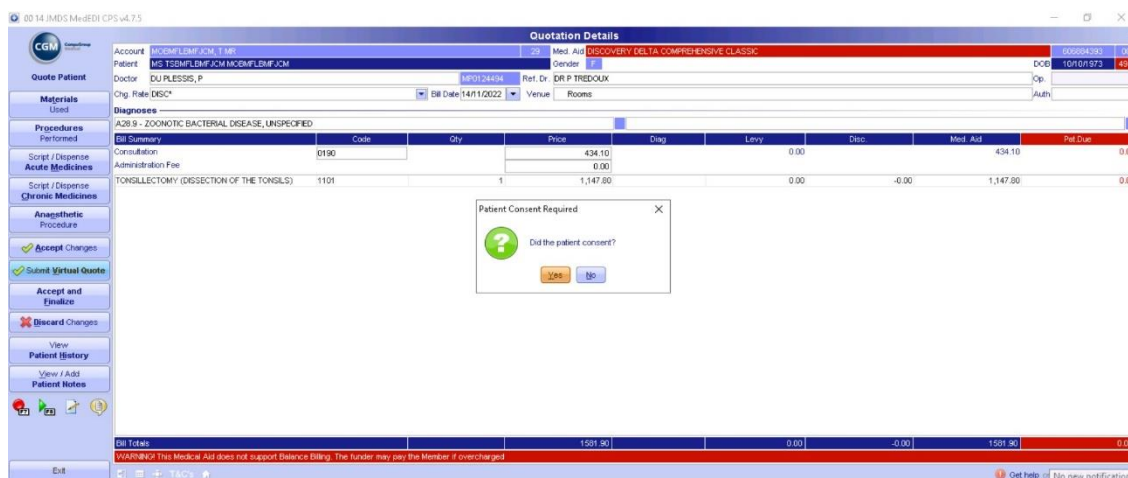 00 14 JMDS MedEDI CPS v4.7.5
Quotation Details
CGM CompuGroup Medical
Account MOEMFLBMFJCM, T MR 29 Med. Aid DISCOVERY DELTA COMPREHENSIVE CLASSIC 606664393
Patient MS TSBMFLBMFJCM MOBMFLBMFJCM Gender F DOB 10/10/1973 49
Quote Patient
Doctor DU PLESSIS, P MP0124494 Ref. Dr. DR P TREDOUX Op.
Chg. Rate DISC* Bill Date 14/11/2022 Venue Rooms Auth
Materials
Used
Diagnoses
A28.9 - ZOONOTIC BACTERIAL DISEASE, UNSPECIFIED
Procedures
Performed
Bill Summary Code Qty Price Diag Levy Disc. Med. Aid Pat.Due
Consultation 0190 434.10 0.00 434.10
Administration Fee 0.00
TONSILLECTOMY (DISSECTION OF THE TONSILS) 1101 1 1,147.80 0.00 -0.00 1,147.80
Script / Dispense
Acute Medicines
Script / Dispense
Chronic Medicines
Anaesthetic
Procedure
Accept Changes
Submit Virtual Quote
Accept and
Finalize
Discard Changes
View
Patient History
View / Add
Patient Notes
F7 F8
Patient Consent Required
Did the patient consent?
Yes No
Bill Totals 1581.90 0.00 -0.00 1581.90
WARNING! This Medical Aid does not support Balance Billing. The funder may pay the Member if overcharged
Exit T&C's Get help No new notification